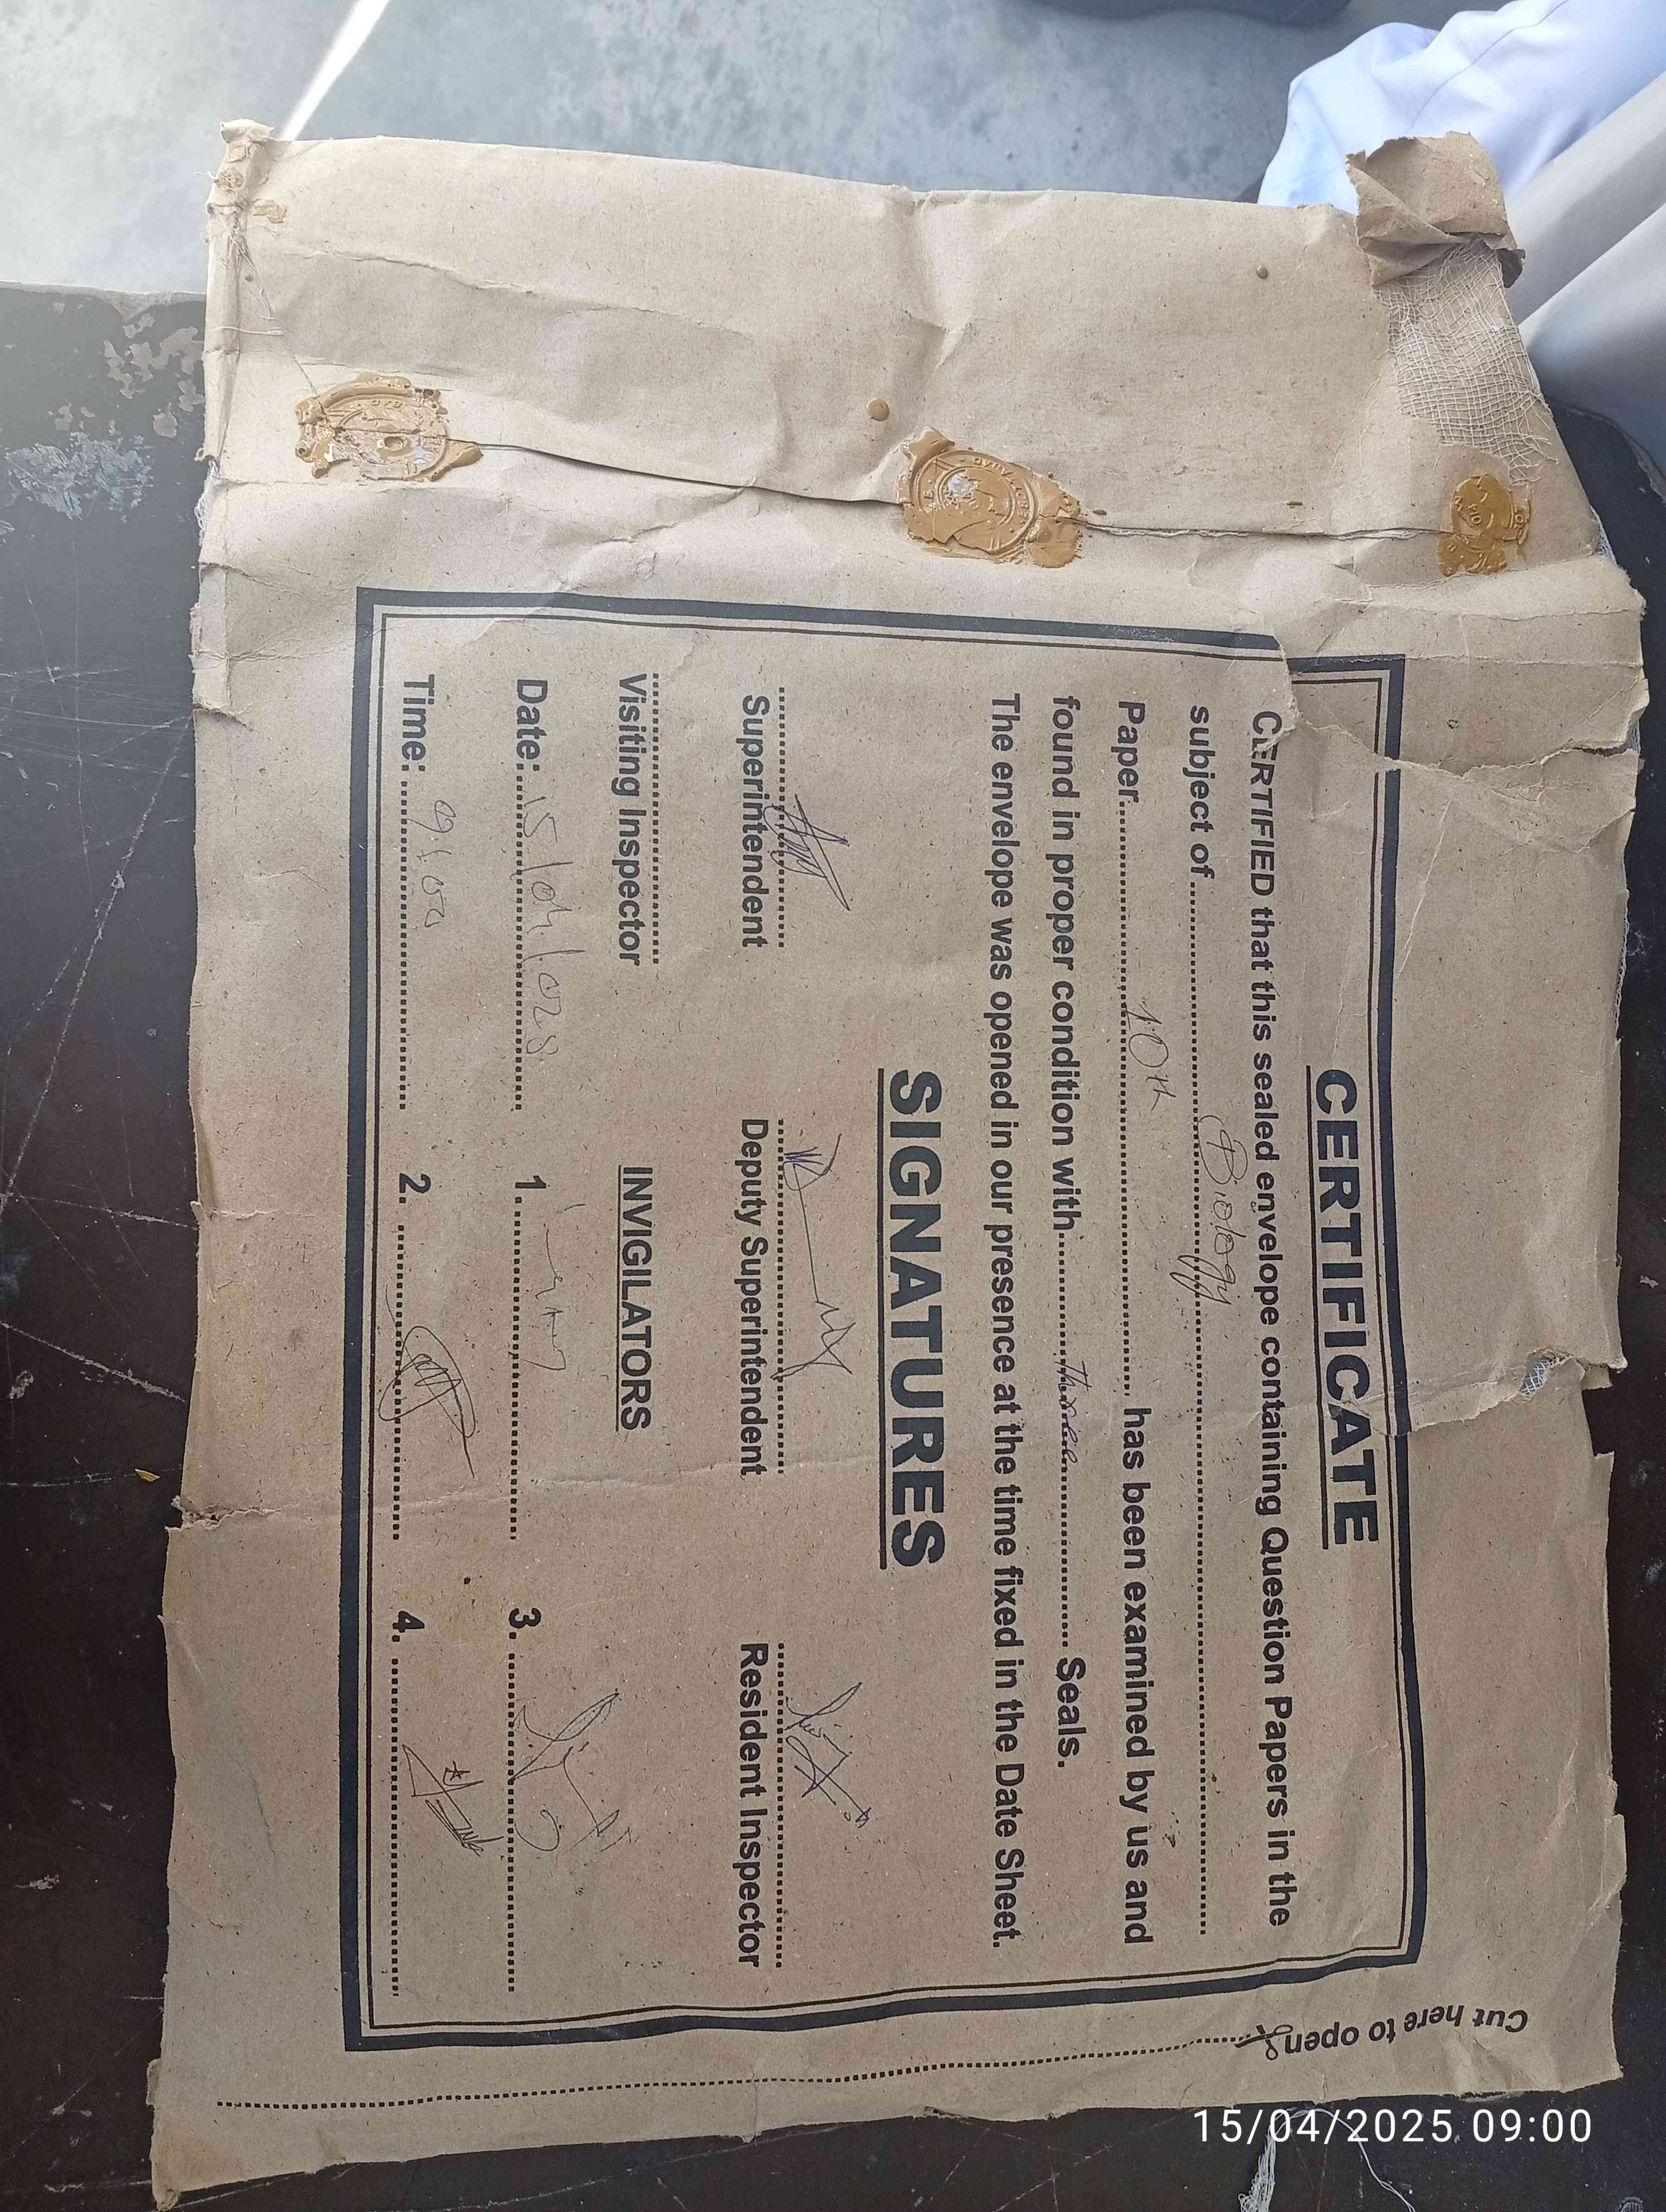 CERTIFICATE
CERTIFIED that this sealed envelope containing Question Papers in the
subject of.......Biology.......
Paper.......10th....... has been examined by us and
found in proper condition with.......three....... Seals.
The envelope was opened in our presence at the time fixed in the Date Sheet.
SIGNATURES
Superintendent Deputy Superintendent Resident Inspector
Visiting Inspector INVIGILATORS
Date: 15/04/025 1. 3.
Time: 9:00 2. 4.
Cut here to open
15/04/2025 09:00